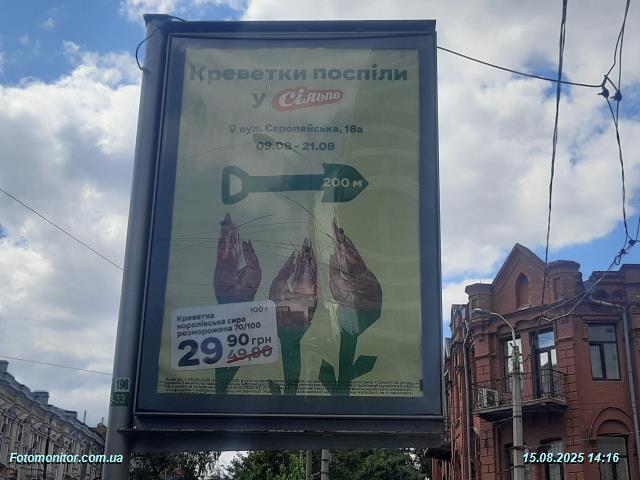 Креветки поспіли
у Сільпо
вул. Європейська, 18а
09.08 - 21.08
200 м
100 г
Креветка
королівська сира
розморожена 70/100
29 90 грн
49,90
196
Fotomonitor.com.ua
15.08.2025 14:16